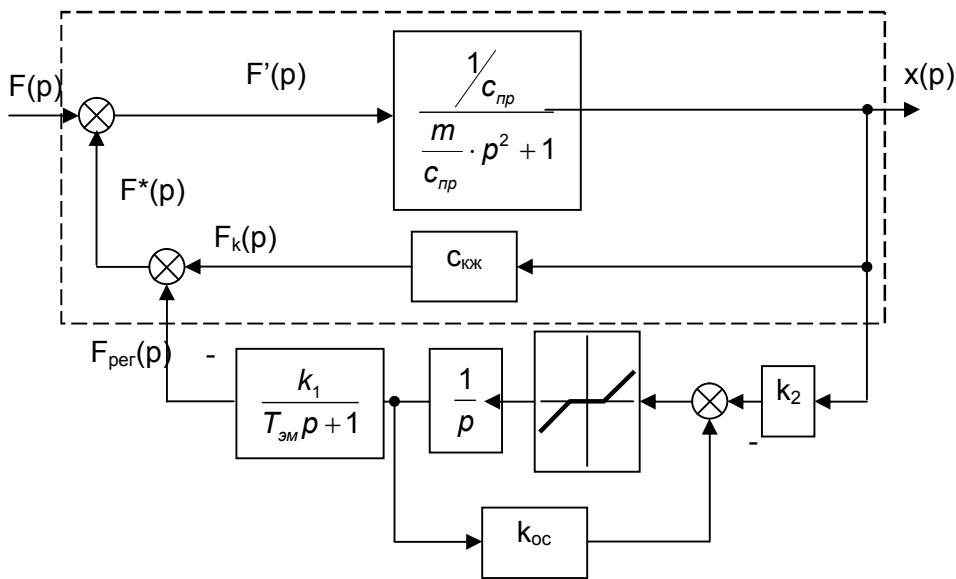 F(p)
F'(p)
1/c_пр
m/c_пр · p² + 1
x(p)
F*(p)
F_k(p)
c_кж
F_рег(p)
-
k_1
T_эм p + 1
1
p
k_2
-
k_ос